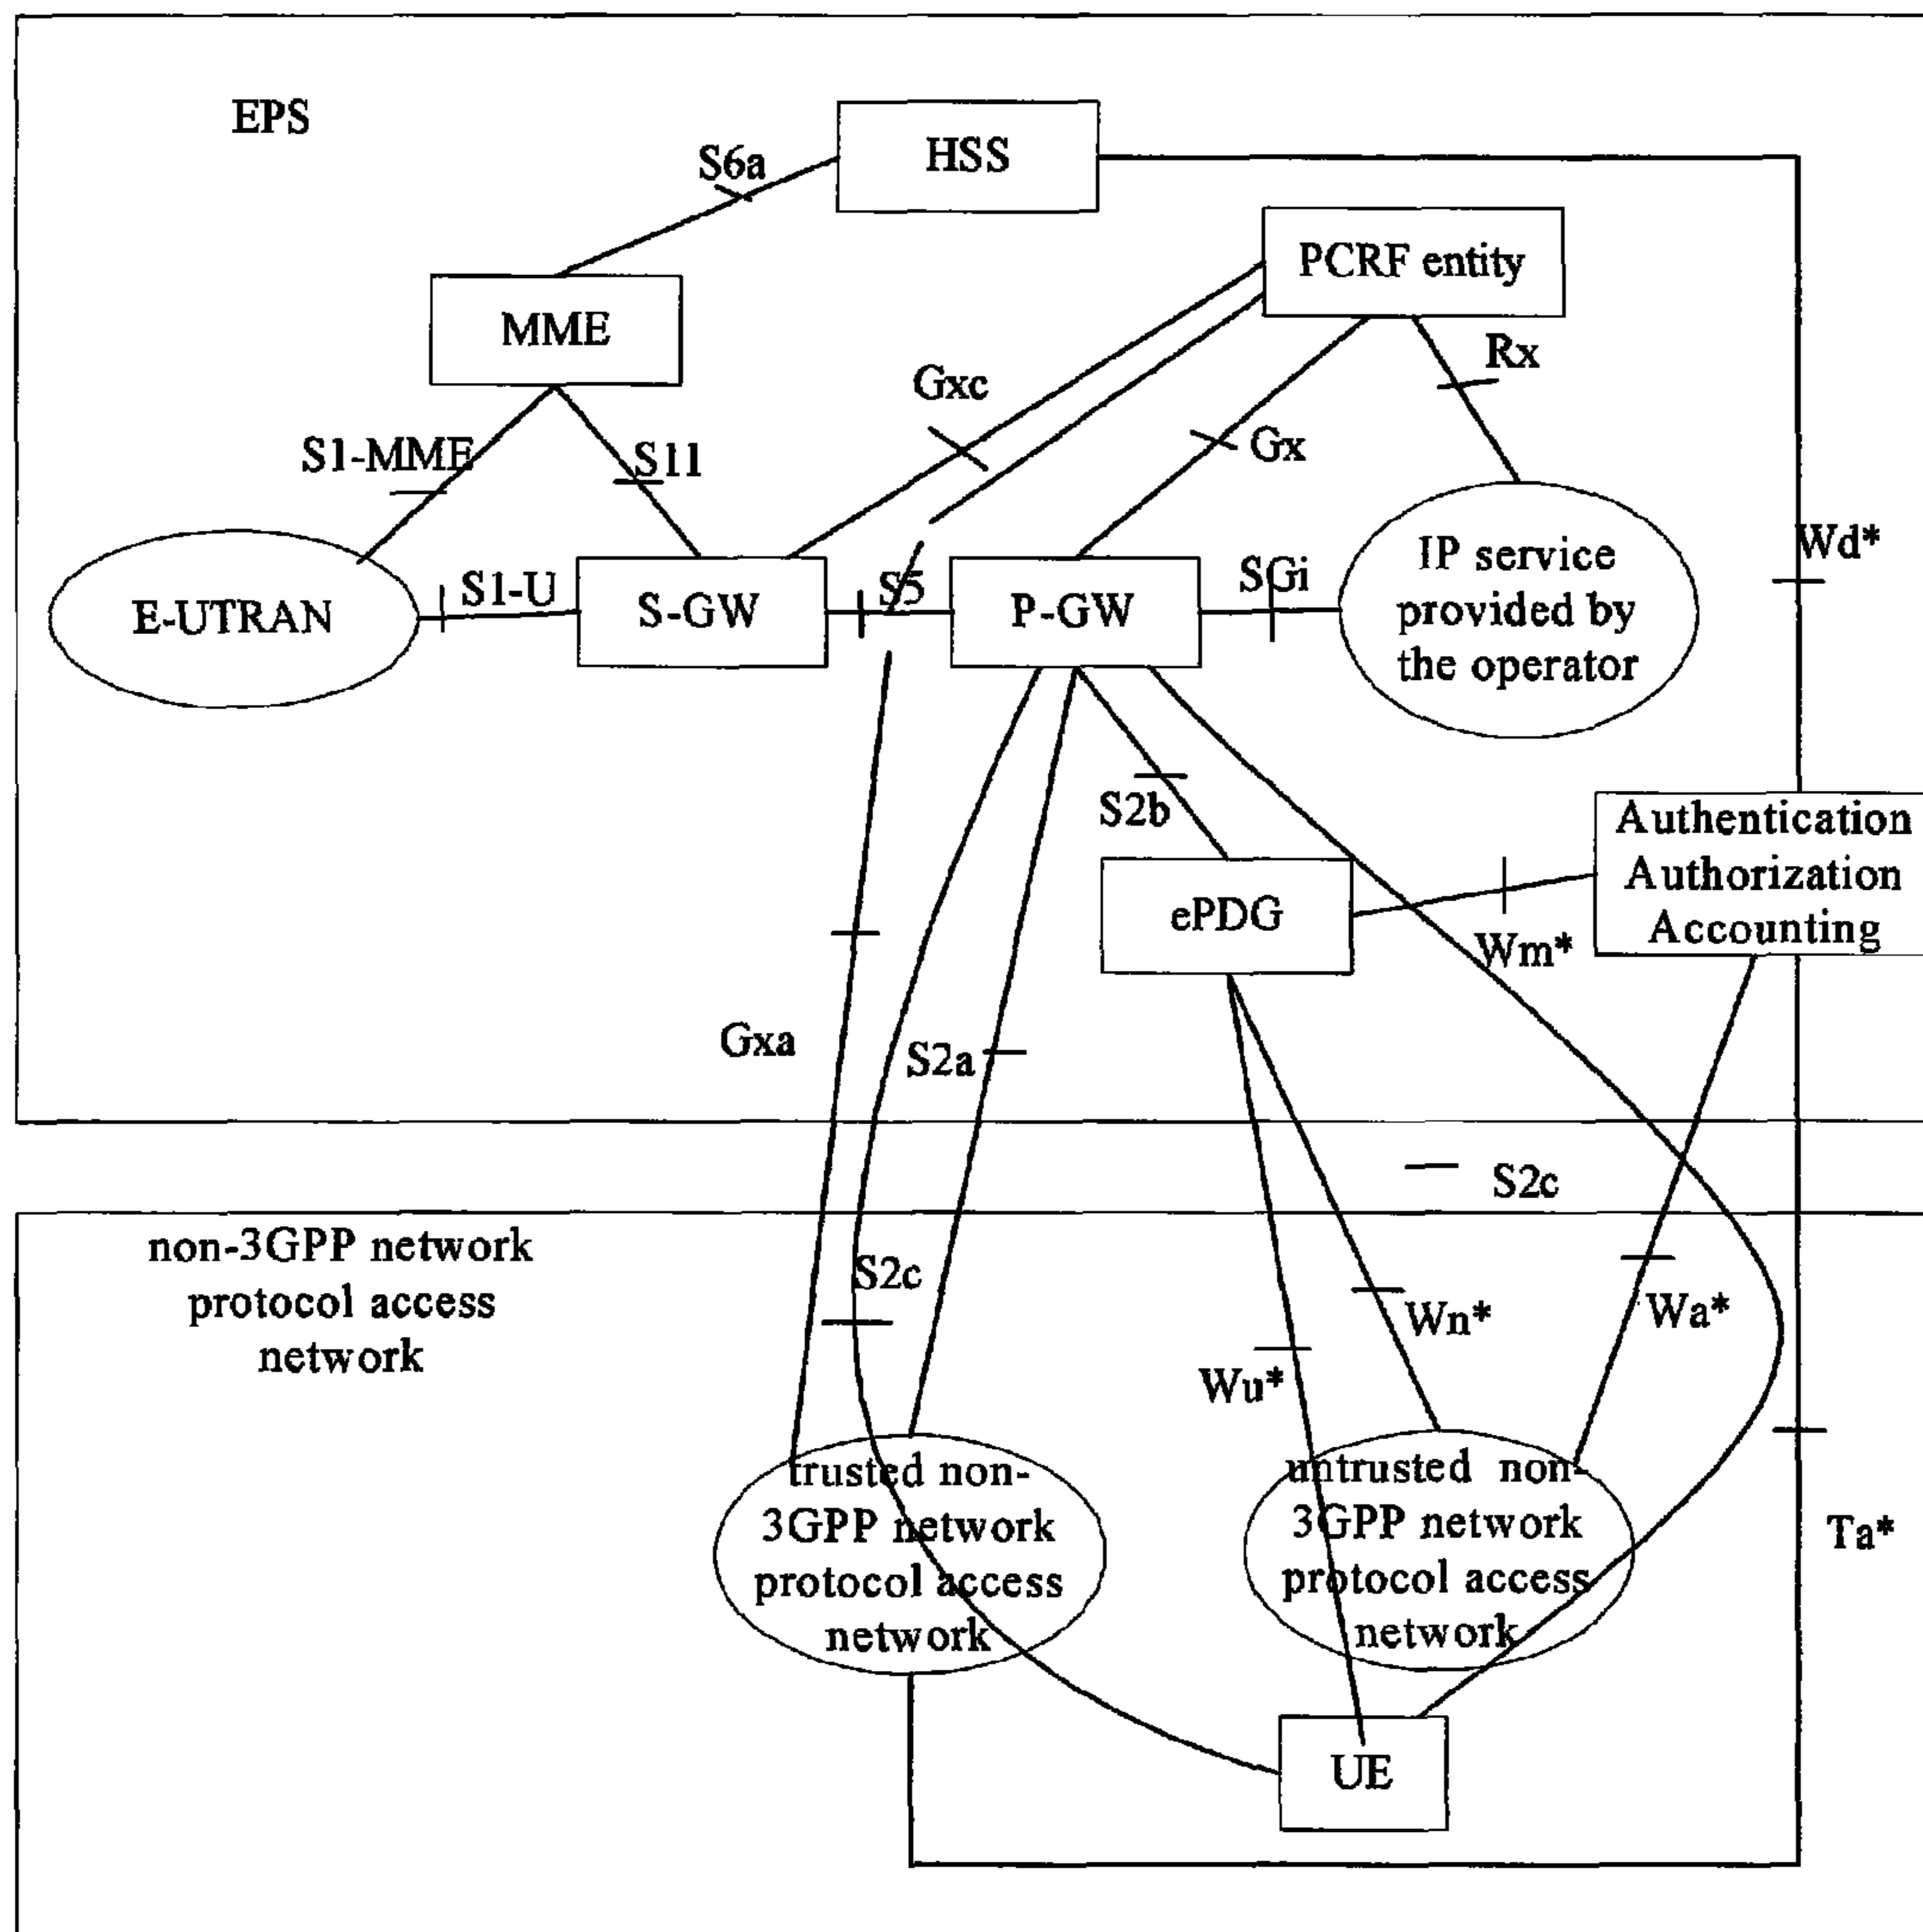 EPS
HSS
S6a
PCRF entity
MME
Rx
Gxc
Gx
S1-MME
S11
Wd*
E-UTRAN
S1-U
S-GW
S5
P-GW
SGi
IP service
provided by
the operator
S2b
Authentication
Authorization
Accounting
ePDG
Wm*
Gxa
S2a
S2c
non-3GPP network
protocol access
network
S2c
Wn*
Wa*
Wu*
trusted non-
3GPP network
protocol access
network
untrusted non-
3GPP network
protocol access
network
Ta*
UE